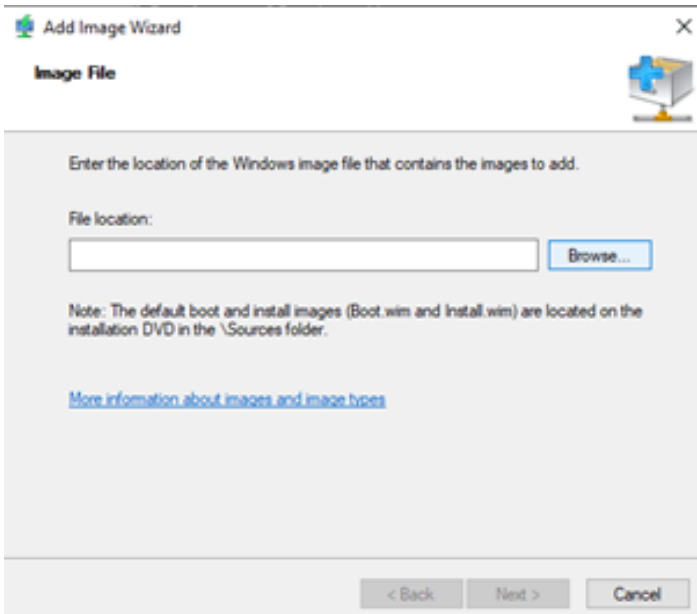 Add Image Wizard
Image File
Enter the location of the Windows image file that contains the images to add.
File location:
Browse...
Note: The default boot and install images (Boot.wim and Install.wim) are located on the
installation DVD in the \Sources folder.
More information about images and image types
< Back Next > Cancel